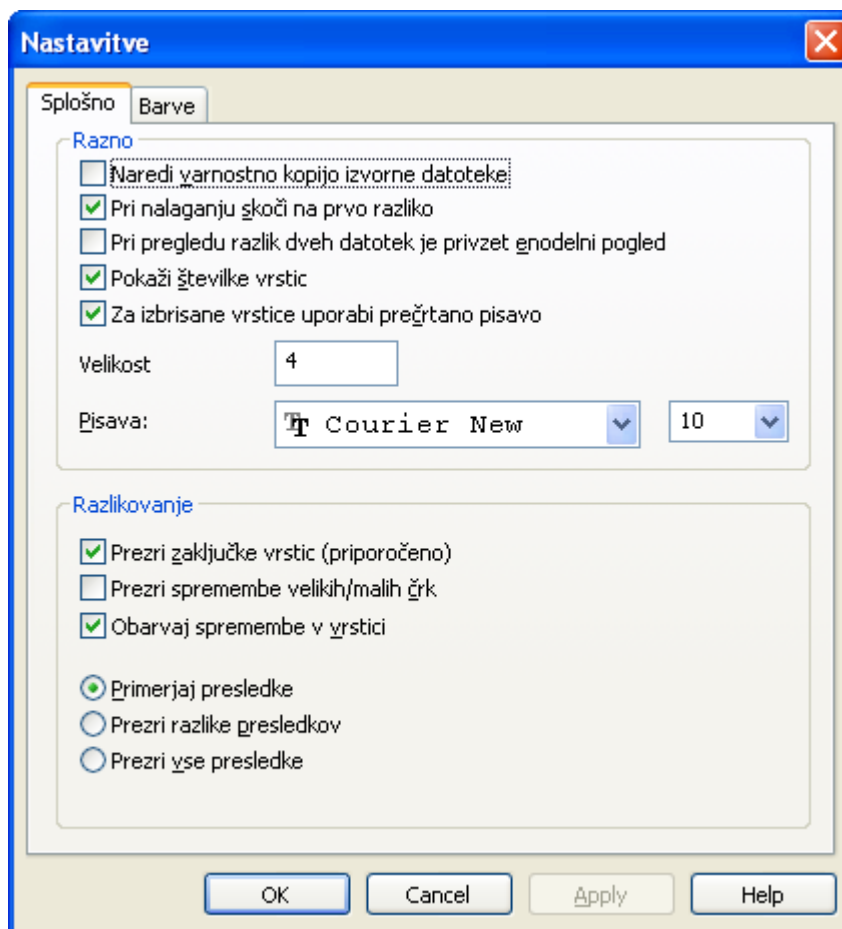 Nastavitve
Splošno Barve
Razno
Naredi varnostno kopijo izvorne datoteke
Pri nalaganju skoči na prvo razliko
Pri pregledu razlik dveh datotek je privzet enodelni pogled
Pokaži številke vrstic
Za izbrisane vrstice uporabi prečrtano pisavo
Velikost 4
Pisava: Courier New 10
Razlikovanje
Prezri zaključke vrstic (priporočeno)
Prezri spremembe velikih/malih črk
Obarvaj spremembe v vrstici
Primerjaj presledke
Prezri razlike presledkov
Prezri vse presledke
OK Cancel Apply Help